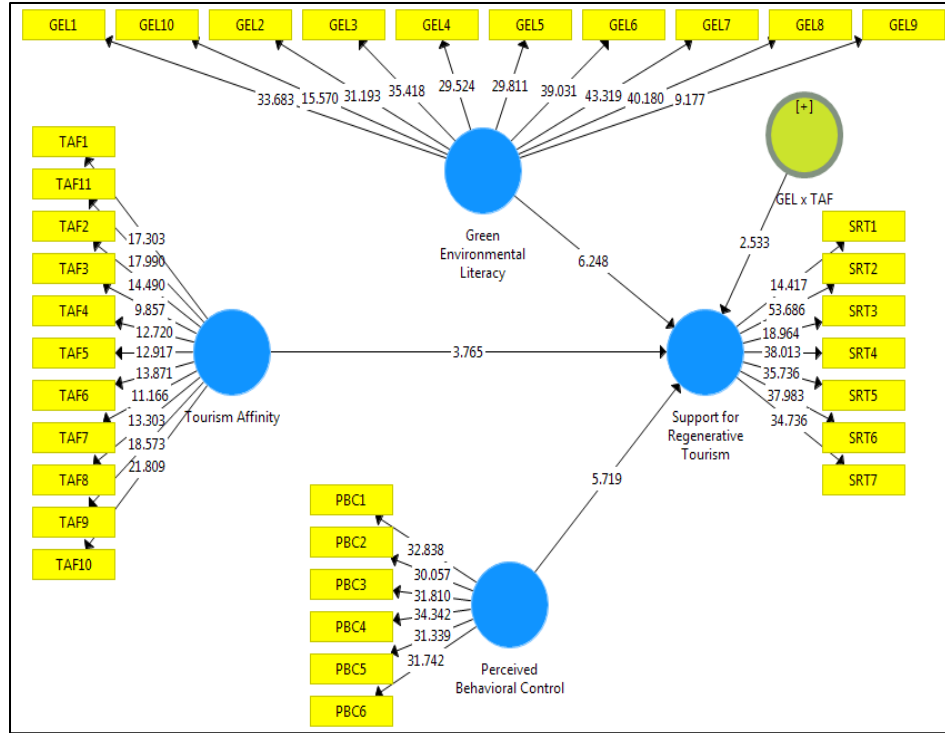 GEL1 GEL10 GEL2 GEL3 GEL4 GEL5 GEL6 GEL7 GEL8 GEL9
33.683 15.570 31.193 35.418 29.524 29.811 39.031 43.319 40.180 9.177
[+]
GEL x TAF
2.533
Green
Environmental
Literacy
6.248
TAF1
TAF11
TAF2
TAF3
TAF4
TAF5
TAF6
TAF7
TAF8
TAF9
TAF10
17.303
17.990
14.490
9.857
12.720
12.917
13.871
11.166
13.303
18.573
21.809
Tourism Affinity
3.765
SRT1
SRT2
SRT3
SRT4
SRT5
SRT6
SRT7
14.417
53.686
18.964
38.013
35.736
37.983
34.736
Support for
Regenerative
Tourism
5.719
PBC1
PBC2
PBC3
PBC4
PBC5
PBC6
32.838
30.057
31.810
34.342
31.339
31.742
Perceived
Behavioral Control